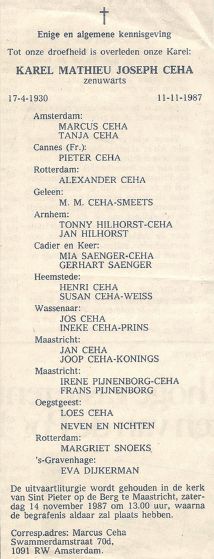 Enige en algemene kennisgeving
Tot onze droefheid is overleden onze Karel:
KAREL MATHIEU JOSEPH CEHA
zenuwarts
17-4-1930 11-11-1987
Amsterdam:
MARCUS CEHA
TANJA CEHA
Cannes (Fr.):
PIETER CEHA
Rotterdam:
ALEXANDER CEHA
Geleen:
M. M. CEHA-SMEETS
Arnhem:
TONNY HILHORST-CEHA
JAN HILHORST
Cadier en Keer:
MIA SAENGER-CEHA
GERHART SAENGER
Heemstede:
HENRI CEHA
SUSAN CEHA-WEISS
Wassenaar:
JOS CEHA
INEKE CEHA-PRINS
Maastricht:
JAN CEHA
JOOP CEHA-KONINGS
Maastricht:
IRENE PIJNENBORG-CEHA
FRANS PIJNENBORG
Oegstgeest:
LOES CEHA
NEVEN EN NICHTEN
Rotterdam:
MARGRIET SNOEKS
's-Gravenhage:
EVA DIJKERMAN
De uitvaartliturgie wordt gehouden in de kerk
van Sint Pieter op de Berg te Maastricht, zater-
dag 14 november 1987 om 13.00 uur, waarna
de begrafenis aldaar zal plaats hebben.
Corresp.adres: Marcus Ceha
Swammerdamstraat 70d,
1091 RW Amsterdam.